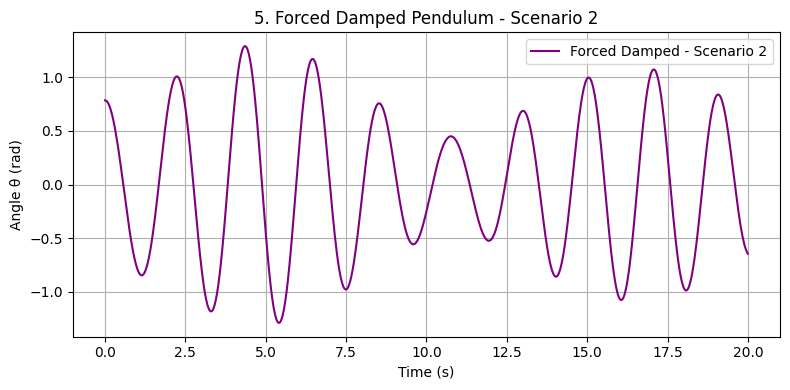 5. Forced Damped Pendulum - Scenario 2
Forced Damped - Scenario 2
Angle θ (rad)
1.0
0.5
0.0
−0.5
−1.0
0.0 2.5 5.0 7.5 10.0 12.5 15.0 17.5 20.0
Time (s)